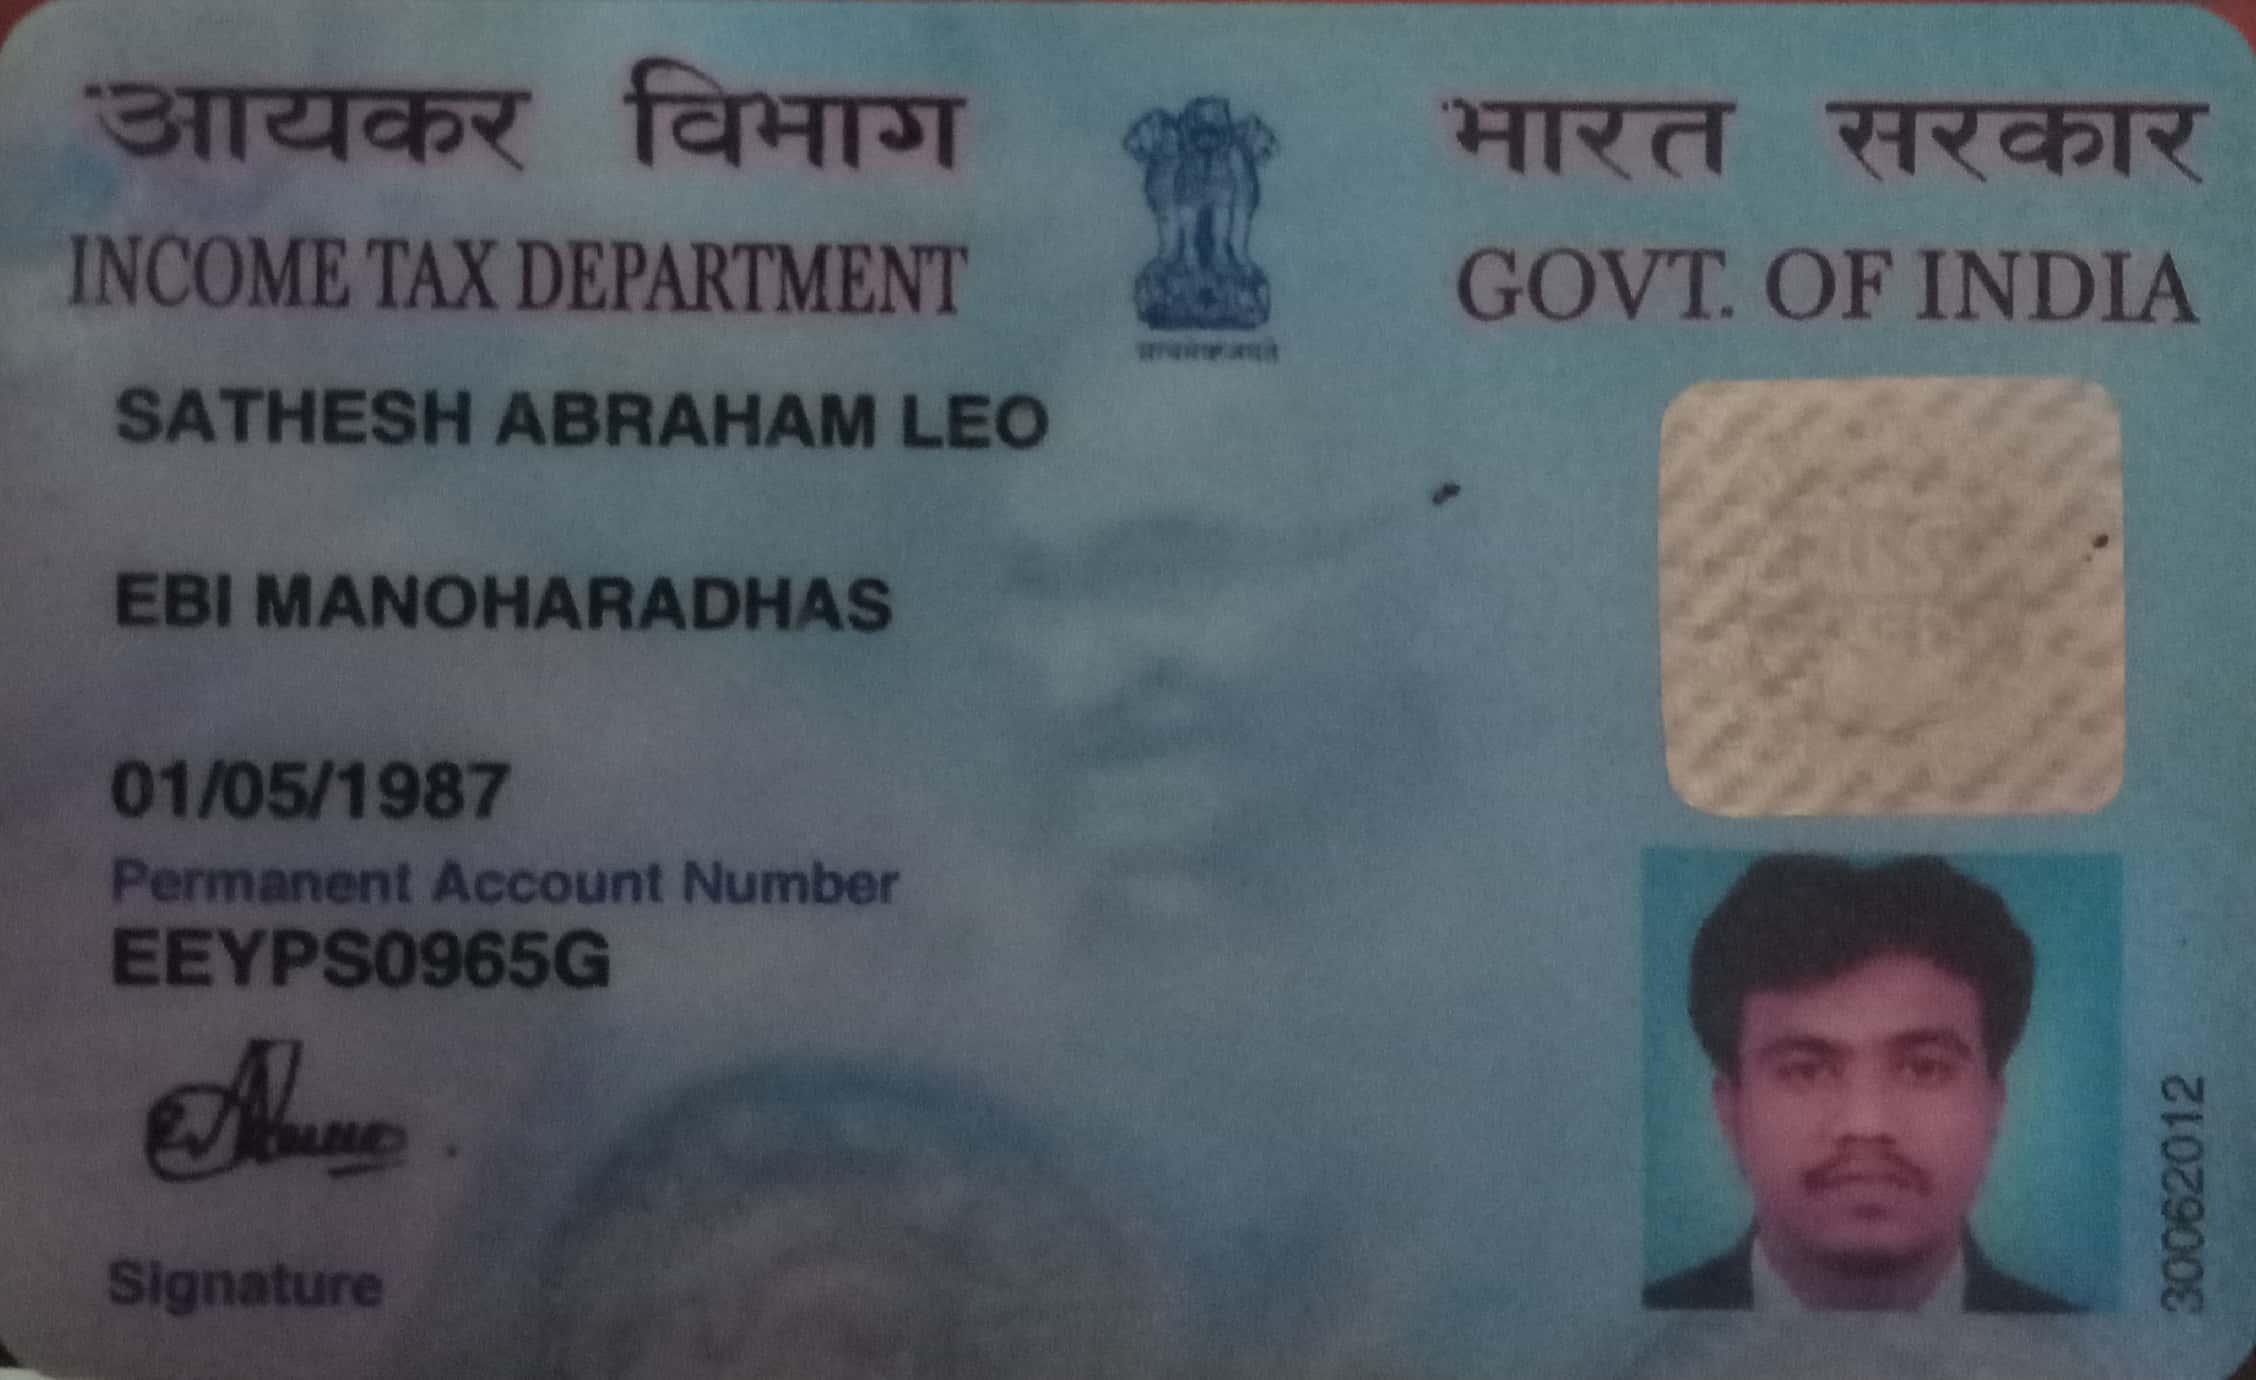 आयकर विभाग
INCOME TAX DEPARTMENT
भारत सरकार
GOVT. OF INDIA
सत्यमेव जयते
SATHESH ABRAHAM LEO
EBI MANOHARADHAS
01/05/1987
Permanent Account Number
EEYPS0965G
Signature
30062012